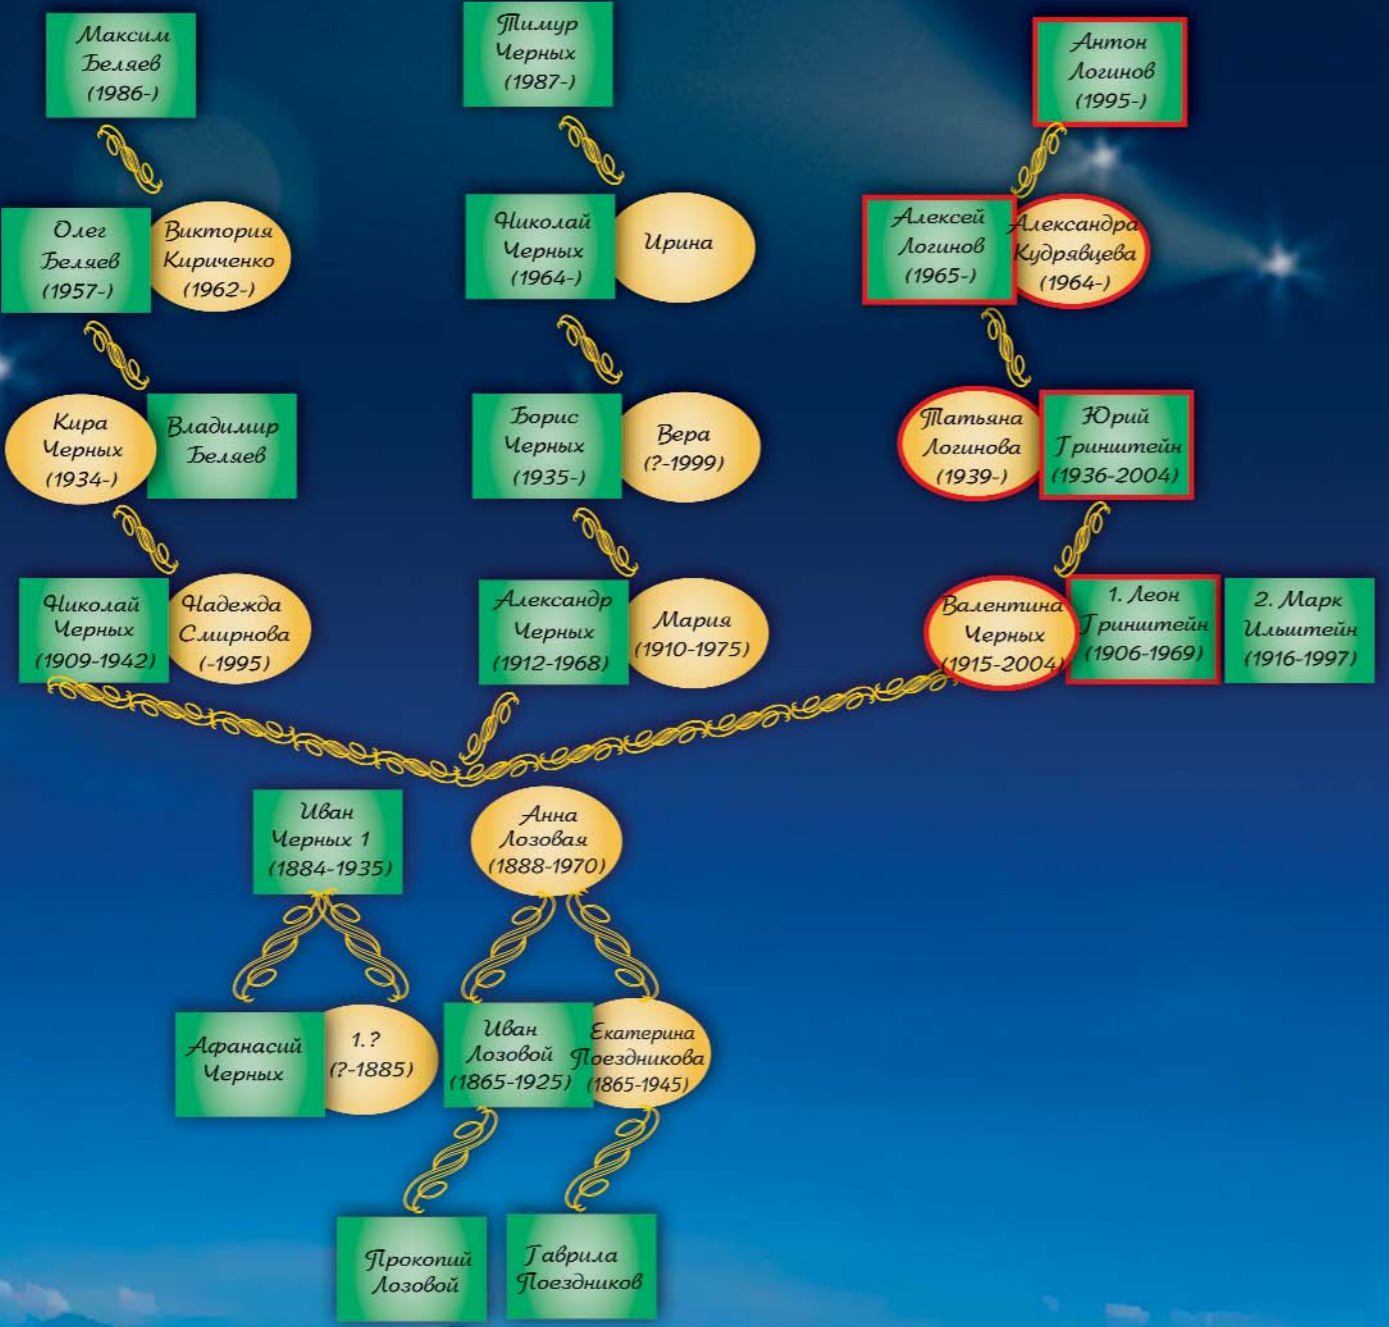 Максим
Беляев
(1986-)
Тимур
Черных
(1987-)
Антон
Логинов
(1995-)
Олег
Беляев
(1957-)
Виктория
Кириченко
(1962-)
Николай
Черных
(1964-)
Ирина
Алексей
Логинов
(1965-)
Александра
Кудрявцева
(1964-)
Кира
Черных
(1934-)
Владимир
Беляев
Борис
Черных
(1935-)
Вера
(?-1999)
Татьяна
Логинова
(1939-)
Юрий
Гринштейн
(1936-2004)
Николай
Черных
(1909-1942)
Надежда
Смирнова
(-1995)
Александр
Черных
(1912-1968)
Мария
(1910-1975)
Валентина
Черных
(1915-2004)
1. Леон
Гринштейн
(1906-1969)
2. Марк
Ильштейн
(1916-1997)
Иван
Черных 1
(1884-1935)
Анна
Лозовая
(1888-1970)
Афанасий
Черных
1.?
(?-1885)
Иван
Лозовой
(1865-1925)
Екатерина
Поездникова
(1865-1945)
Прокопий
Лозовой
Гаврила
Поездников